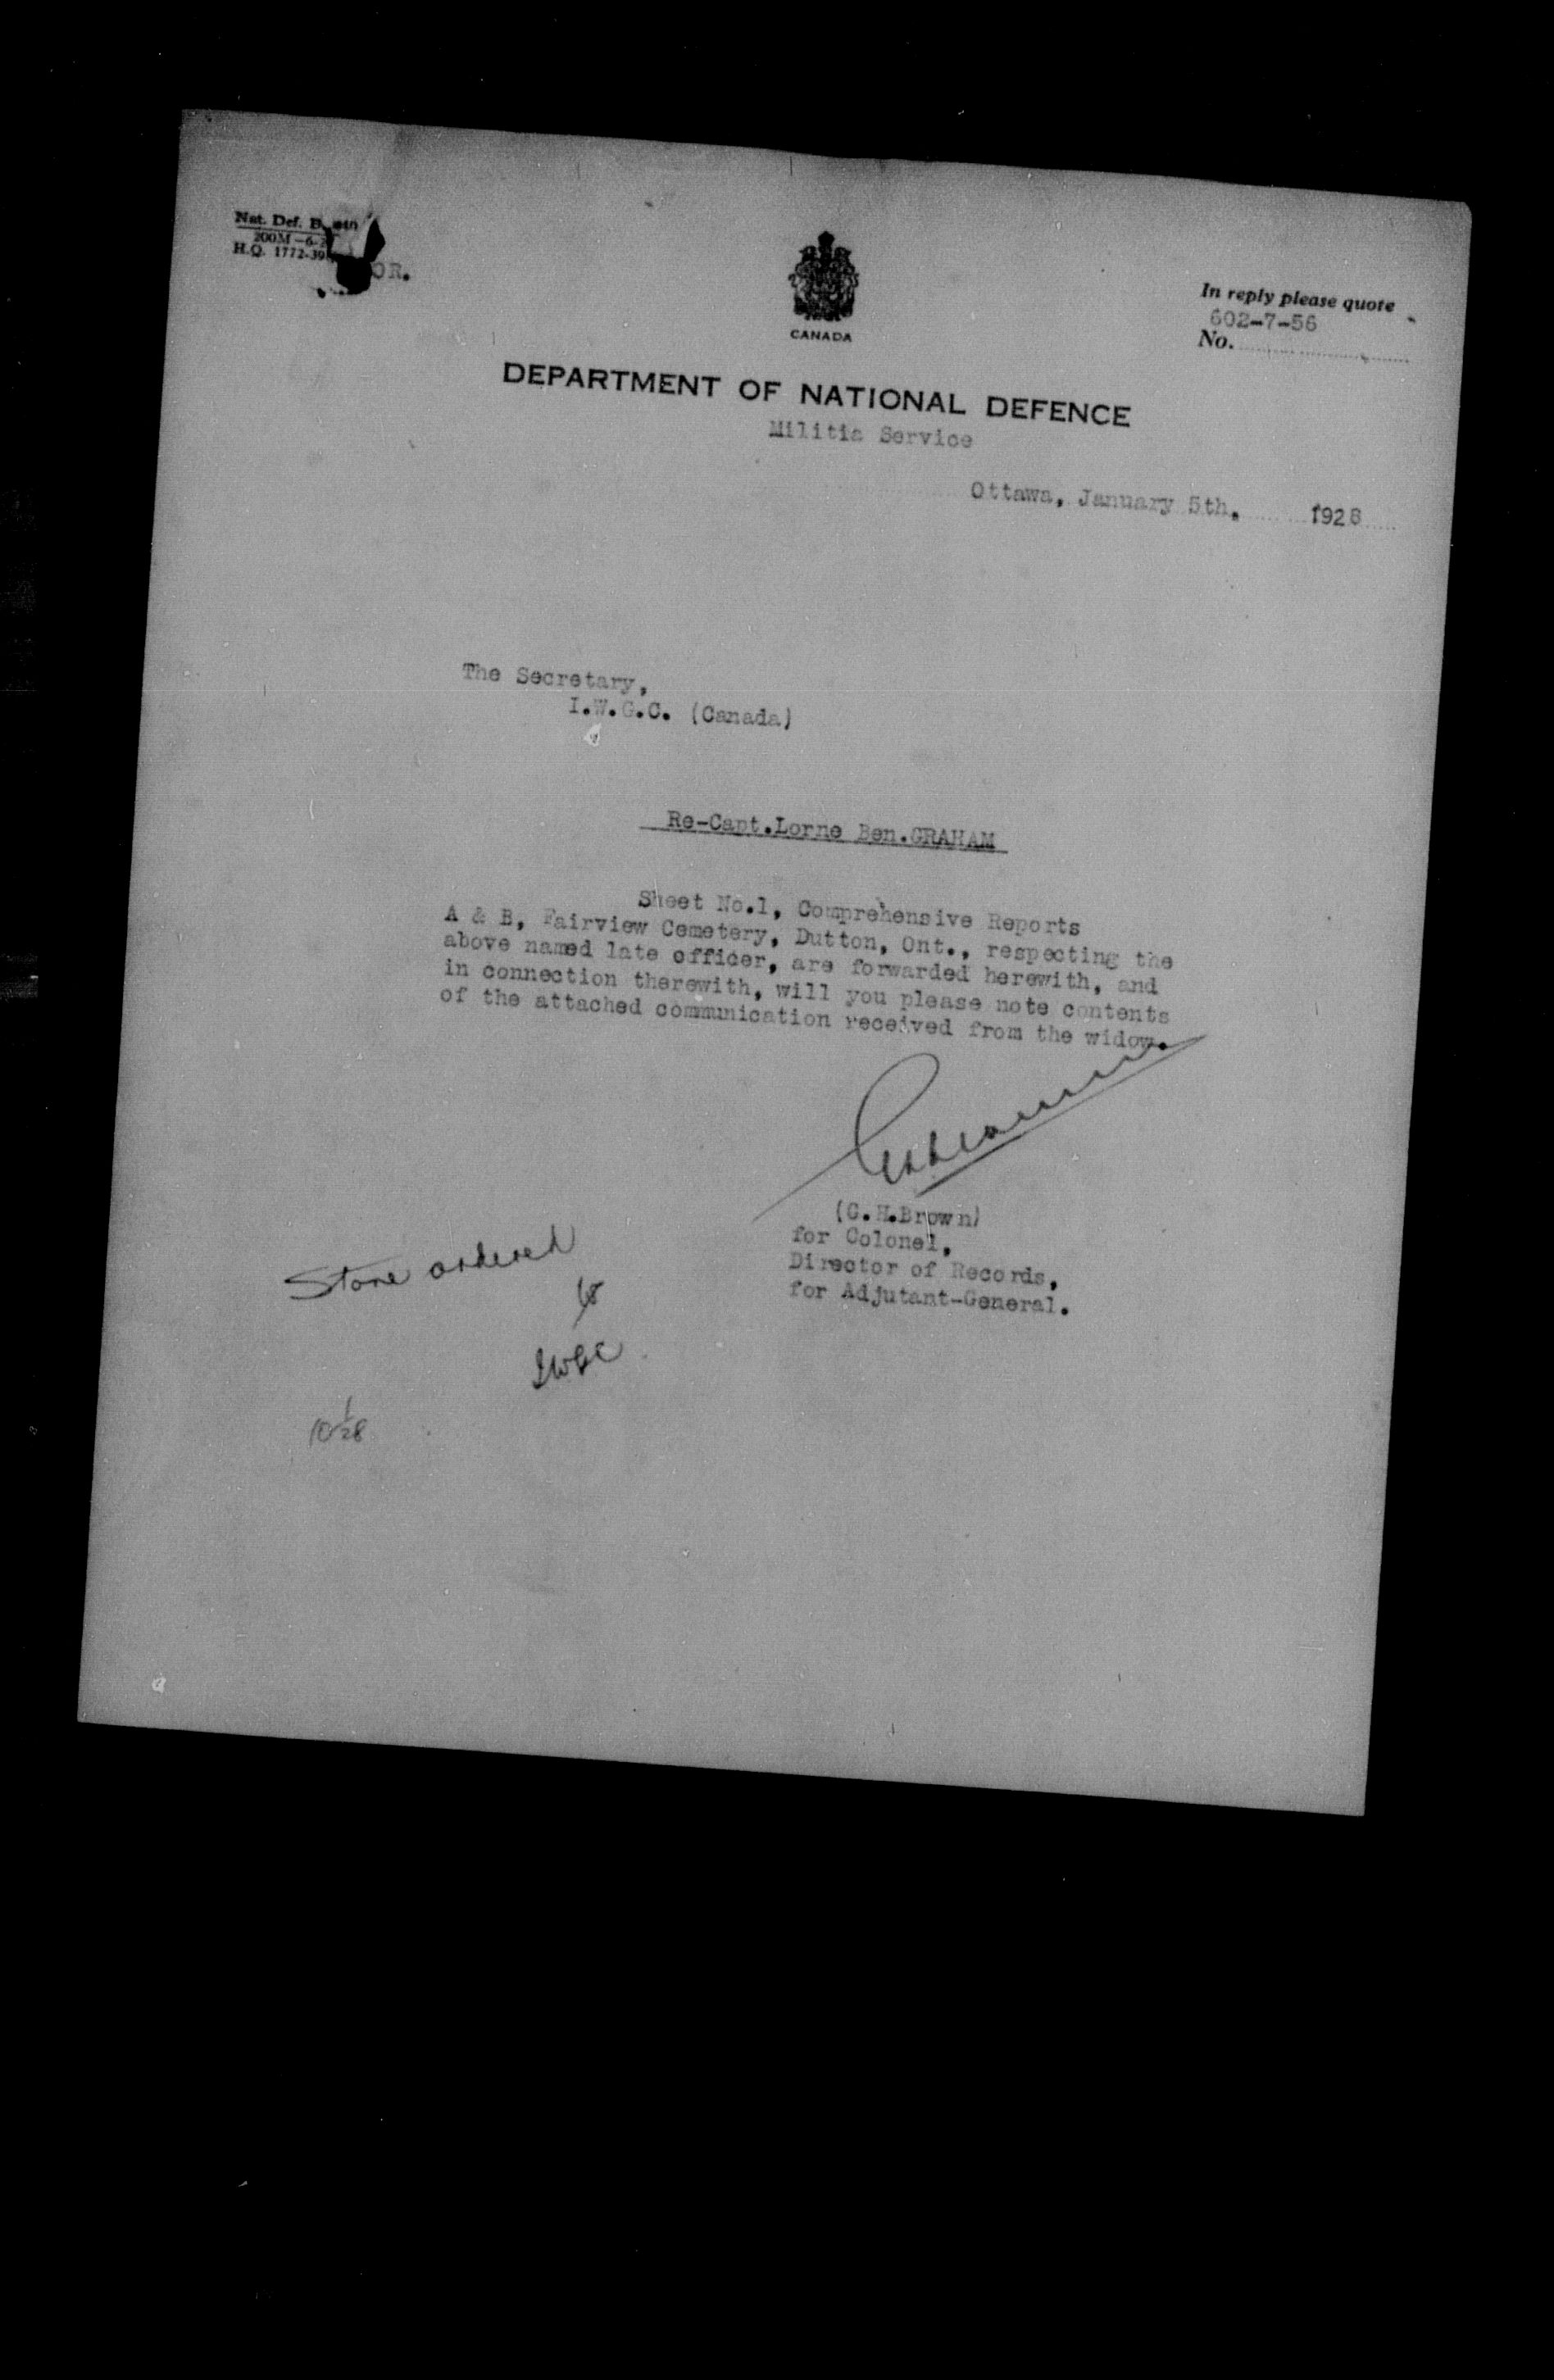 Nat. Def. B
200M-6-2
H.Q. 1772-39
OR.
CANADA
In reply please quote
602-7-56
No.
DEPARTMENT OF NATIONAL DEFENCE
Militia Service
Ottawa, January 5th. 1928
The Secretary,
I.W.G.C. (Canada)
Re-Capt.Lorne Ben.GRAHAM
Sheet No.1, Comprehensive Reports
A & B, Fairview Cemetery, Dutton, Ont., respecting the
above named late officer, are forwarded herewith, and
in connection therewith, will you please note contents
of the attached communication received from the widow.
(G.H.Brown)
for Colonel,
Director of Records,
for Adjutant-General.
Stone ordered
IWGC
10/1/28